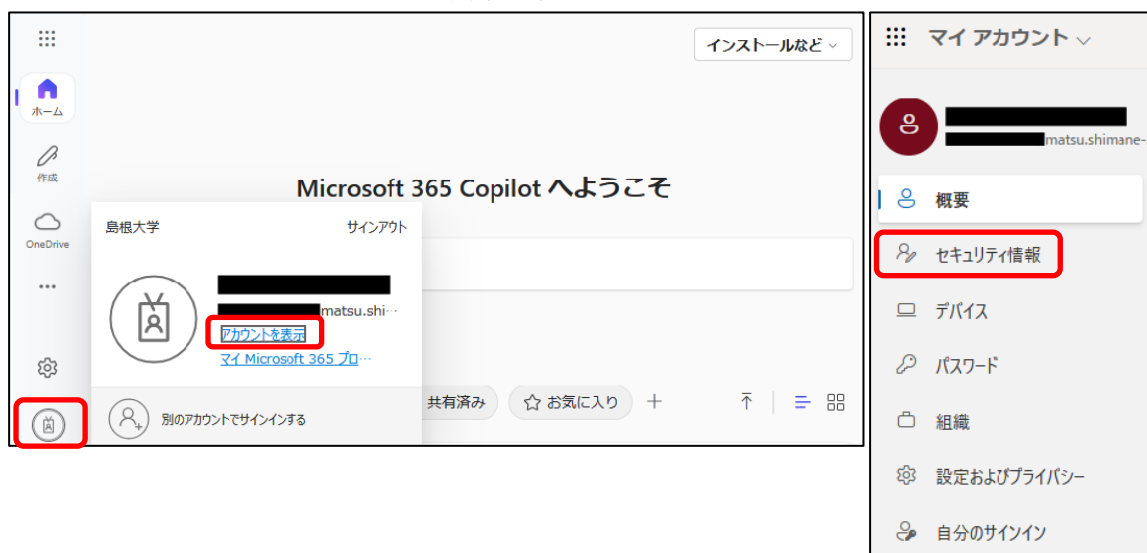 インストールなど
ホーム
作成
OneDrive
Microsoft 365 Copilot へようこそ
島根大学
サインアウト
matsu.shi…
アカウントを表示
マイ Microsoft 365 プロ…
別のアカウントでサインインする
共有済み
お気に入り
マイ アカウント
matsu.shimane-
概要
セキュリティ情報
デバイス
パスワード
組織
設定およびプライバシー
自分のサインイン